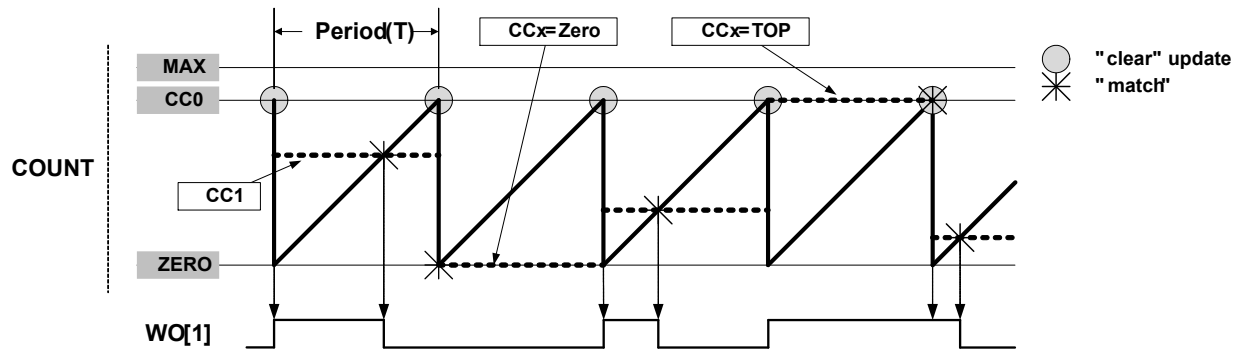 Period(T)
CCx=Zero
CCx=TOP
"clear" update
"match"
MAX
CC0
COUNT
CC1
ZERO
WO[1]